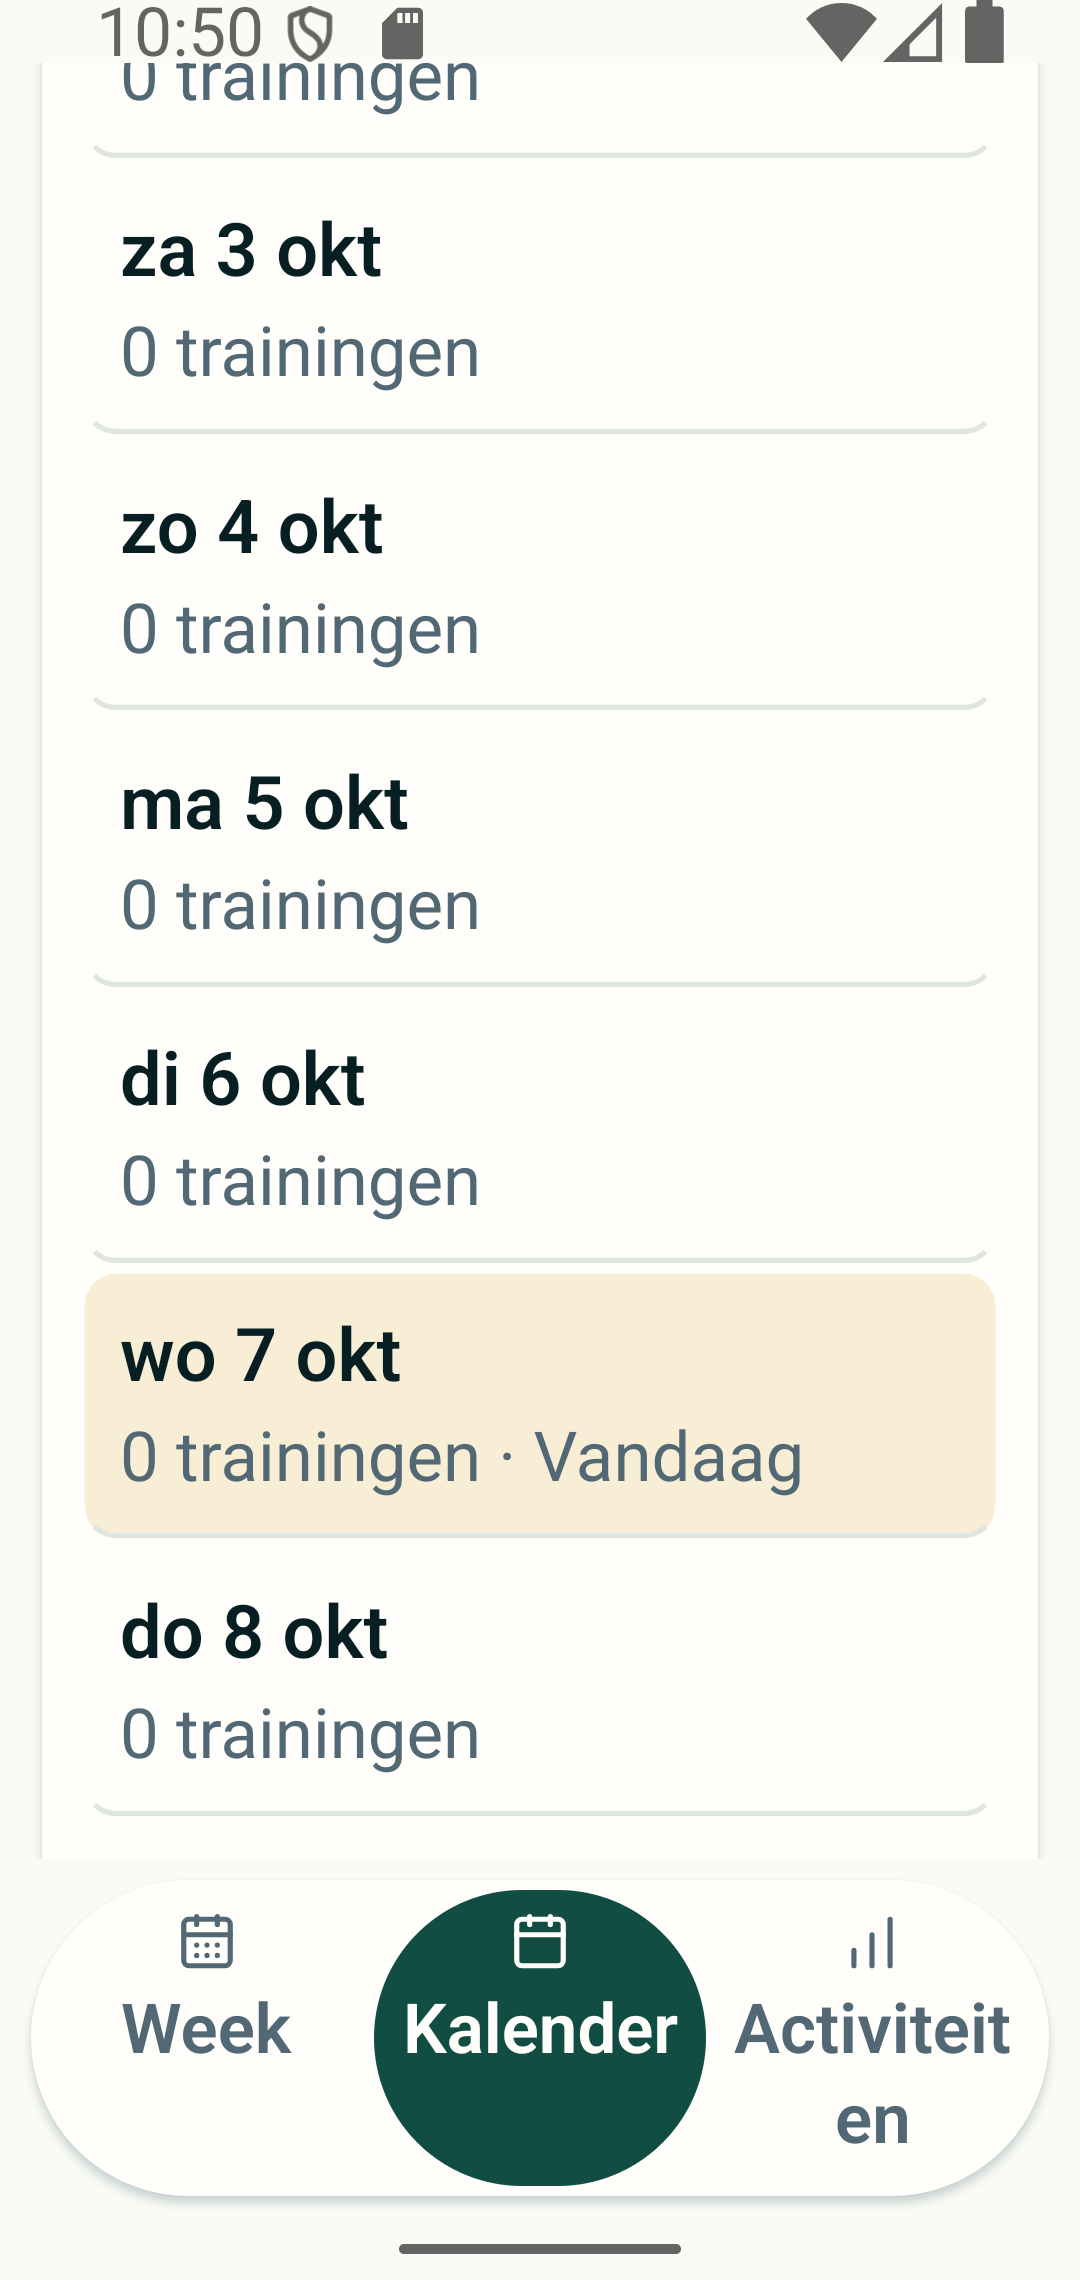 10:50
0 trainingen
za 3 okt
0 trainingen
zo 4 okt
0 trainingen
ma 5 okt
0 trainingen
di 6 okt
0 trainingen
wo 7 okt
0 trainingen · Vandaag
do 8 okt
0 trainingen
Week
Kalender
Activiteit
en